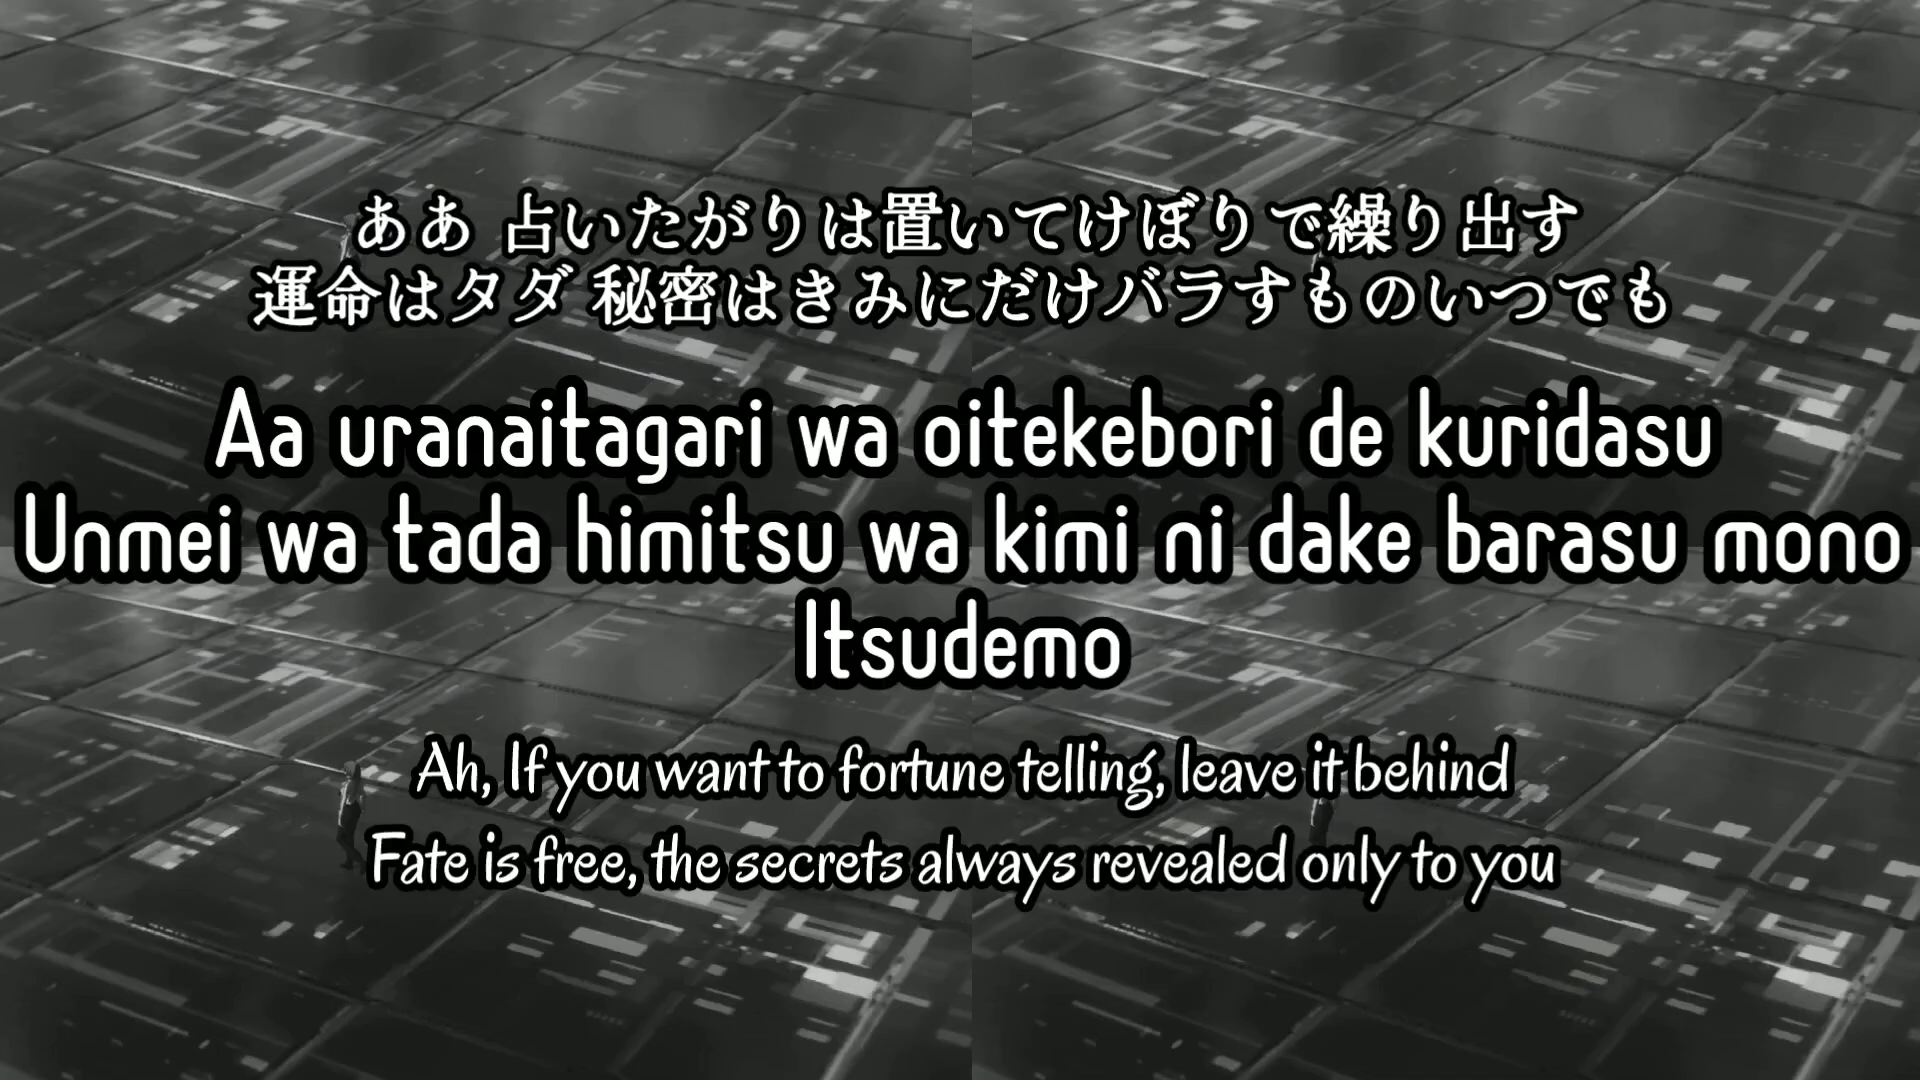 ああ 占いたがりは置いてけぼりで繰り出す
運命はタダ 秘密はきみにだけバラすものいつでも
Aa uranaitagari wa oitekebori de kuridasu
Unmei wa tada himitsu wa kimi ni dake barasu mono
Itsudemo
Ah, If you want to fortune telling, leave it behind
Fate is free, the secrets always revealed only to you